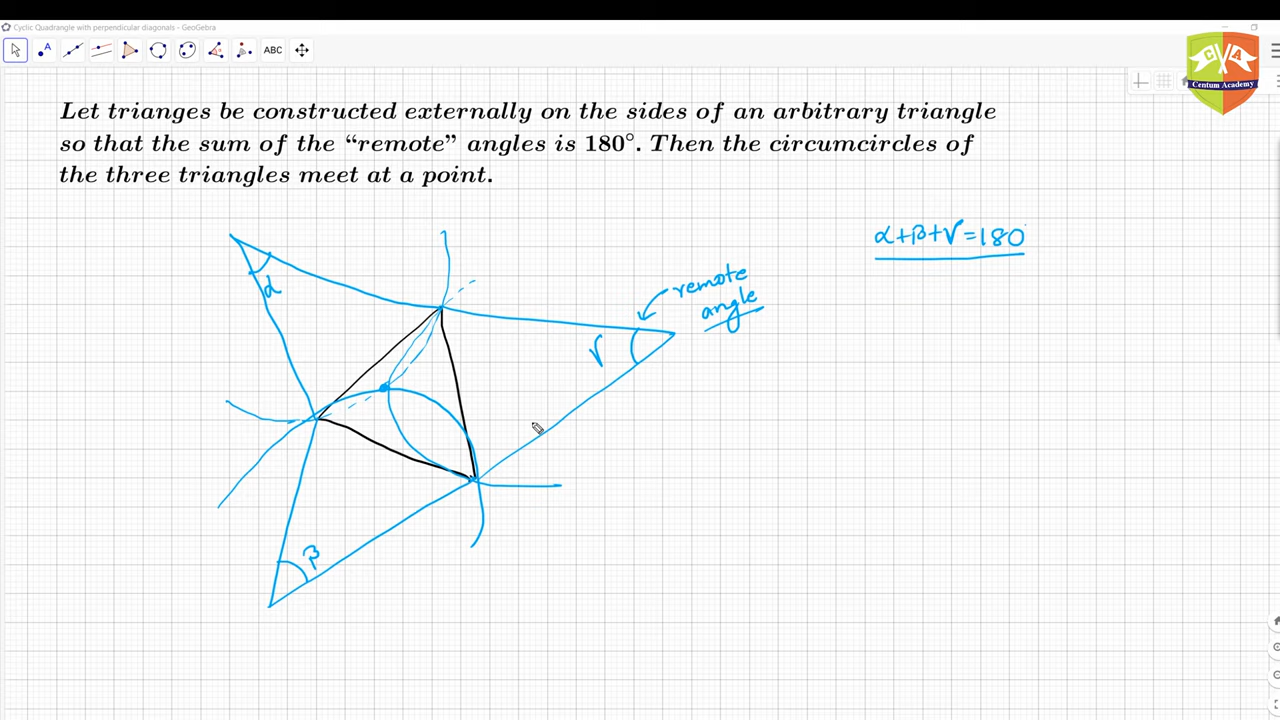 Cyclic Quadrangle with perpendicular diagonals - GeoGebra
A
ABC
C A
Centum Academy
Let trianges be constructed externally on the sides of an arbitrary triangle
so that the sum of the “remote” angles is 180°. Then the circumcircles of
the three triangles meet at a point.
α+β+γ=180
remote
angle
α
γ
β